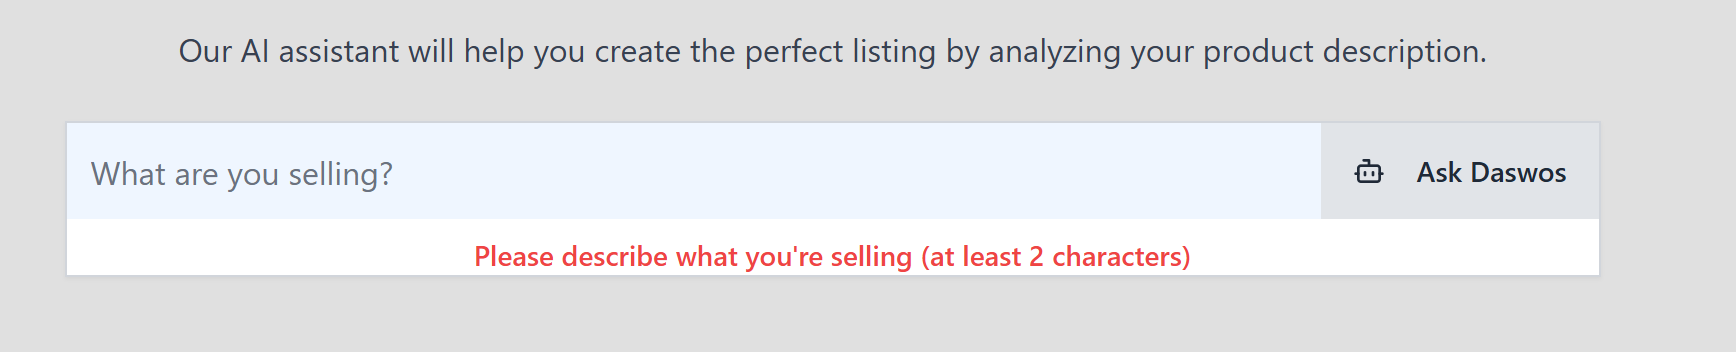 Our AI assistant will help you create the perfect listing by analyzing your product description.
What are you selling?
Ask Daswos
Please describe what you're selling (at least 2 characters)